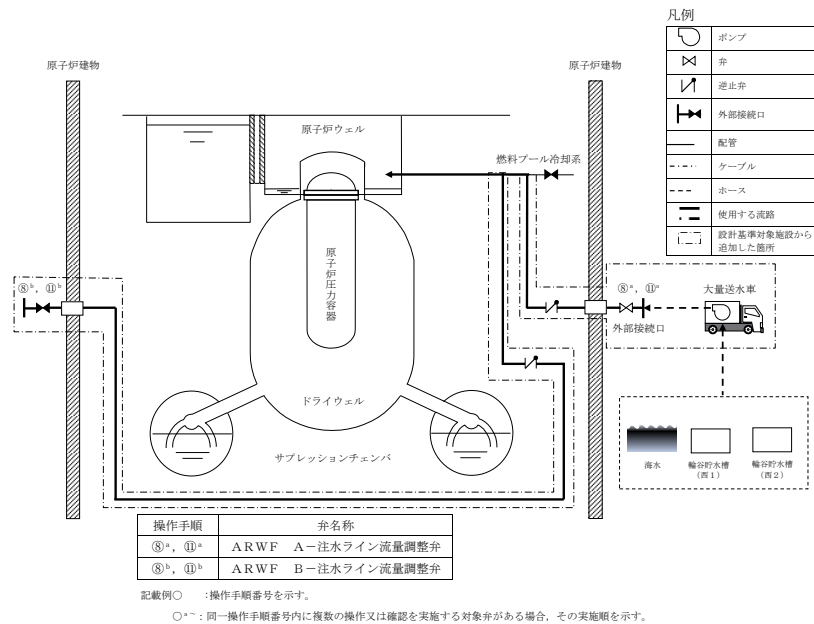 凡例
ポンプ
弁
逆止弁
外部接続口
配管
ケーブル
ホース
使用する流路
設計基準対象施設から
追加した箇所
原子炉建物
原子炉建物
原子炉ウェル
燃料プール冷却系
原子炉圧力容器
⑧ᵇ，⑪ᵇ
⑧ᵃ，⑪ᵃ
大量送水車
外部接続口
ドライウェル
サプレッションチェンバ
海水
輪谷貯水槽
（西１）
輪谷貯水槽
（西２）
操作手順 弁名称
⑧ᵃ，⑪ᵃ ＡＲＷＦ　Ａ－注水ライン流量調整弁
⑧ᵇ，⑪ᵇ ＡＲＷＦ　Ｂ－注水ライン流量調整弁
記載例○　：操作手順番号を示す。
○ᵃ～：同一操作手順番号内に複数の操作又は確認を実施する対象弁がある場合，その実施順を示す。